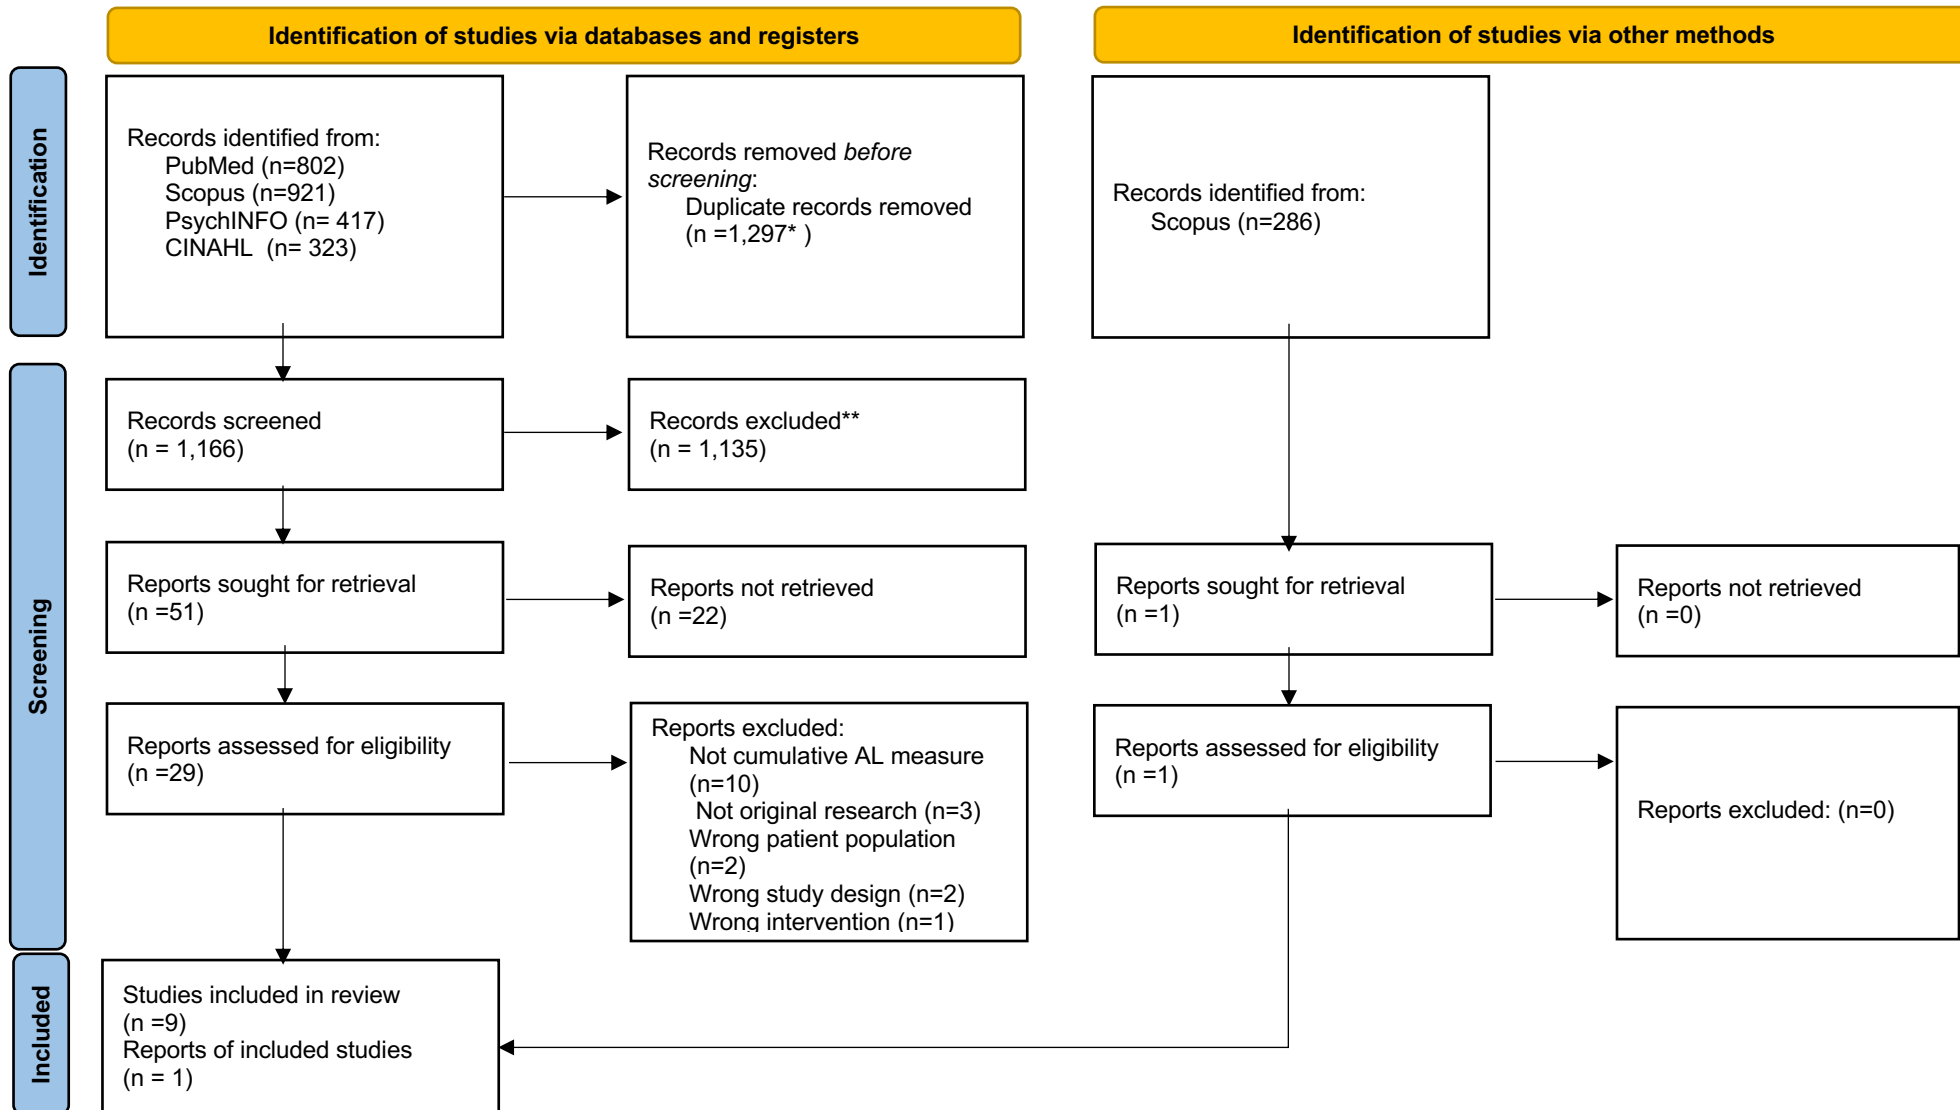 Identification of studies via databases and registers
Identification of studies via other methods
Identification
Records identified from:
PubMed (n=802)
Scopus (n=921)
PsychINFO (n= 417)
CINAHL  (n= 323)
Records removed before
screening:
Duplicate records removed
(n =1,297* )
Records identified from:
Scopus (n=286)
Screening
Records screened
(n = 1,166)
Records excluded**
(n = 1,135)
Reports sought for retrieval
(n =51)
Reports not retrieved
(n =22)
Reports sought for retrieval
(n =1)
Reports not retrieved
(n =0)
Reports assessed for eligibility
(n =29)
Reports excluded:
Not cumulative AL measure
(n=10)
Not original research (n=3)
Wrong patient population
(n=2)
Wrong study design (n=2)
Wrong intervention (n=1)
Reports assessed for eligibility
(n =1)
Reports excluded: (n=0)
Included
Studies included in review
(n =9)
Reports of included studies
(n = 1)